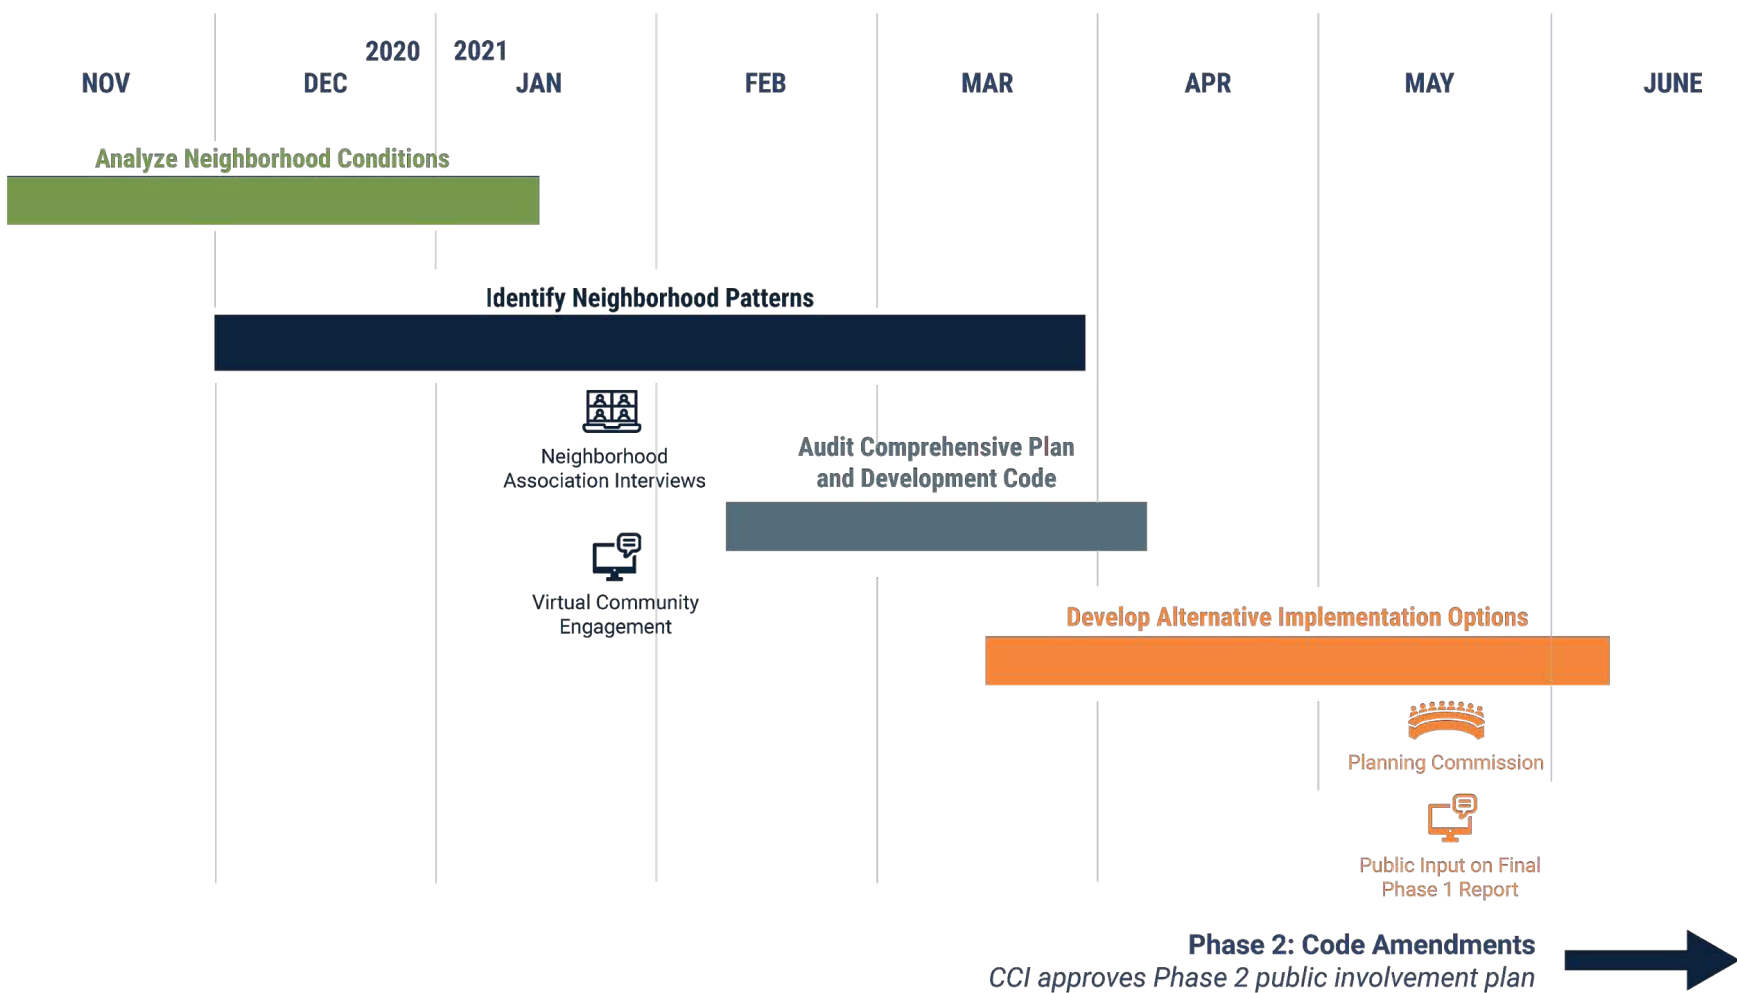 2020 2021
NOV DEC JAN FEB MAR APR MAY JUNE
Analyze Neighborhood Conditions
Identify Neighborhood Patterns
Neighborhood
Association Interviews
Audit Comprehensive Plan
and Development Code
Virtual Community
Engagement
Develop Alternative Implementation Options
Planning Commission
Public Input on Final
Phase 1 Report
Phase 2: Code Amendments
CCI approves Phase 2 public involvement plan